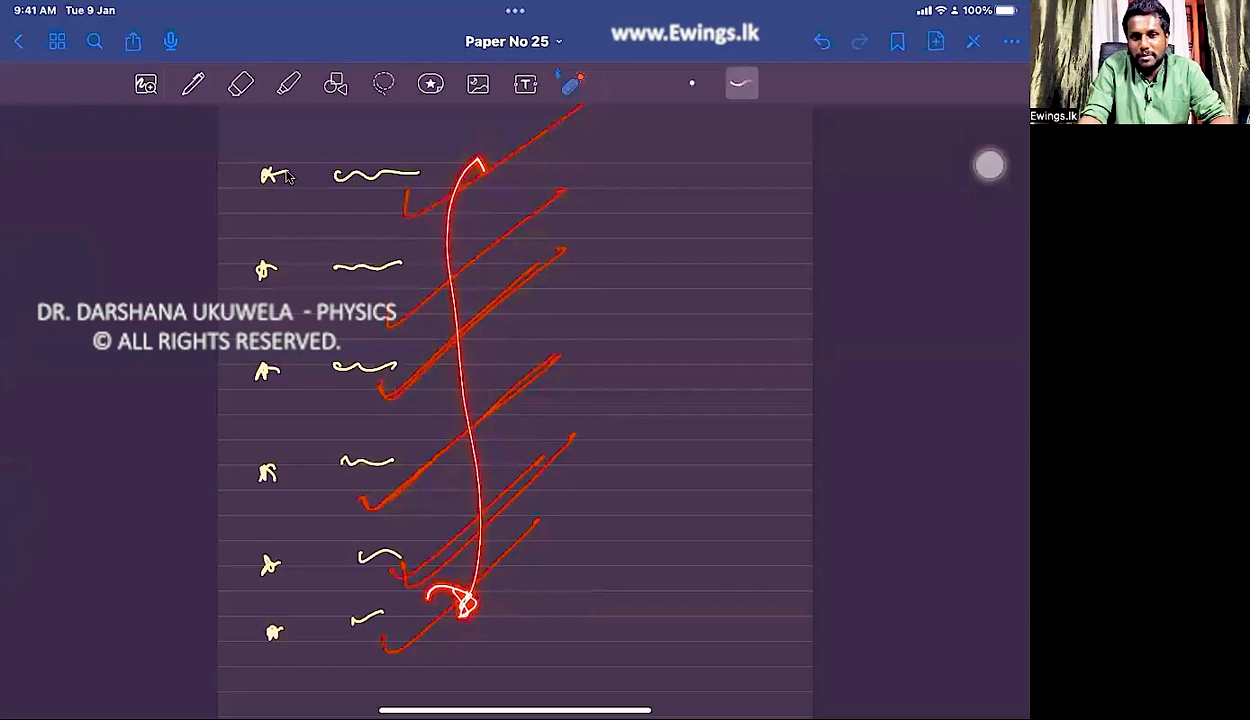 9:41 AM Tue 9 Jan
100%
Paper No 25
www.Ewings.lk
Ewings.lk
DR. DARSHANA UKUWELA - PHYSICS
© ALL RIGHTS RESERVED.